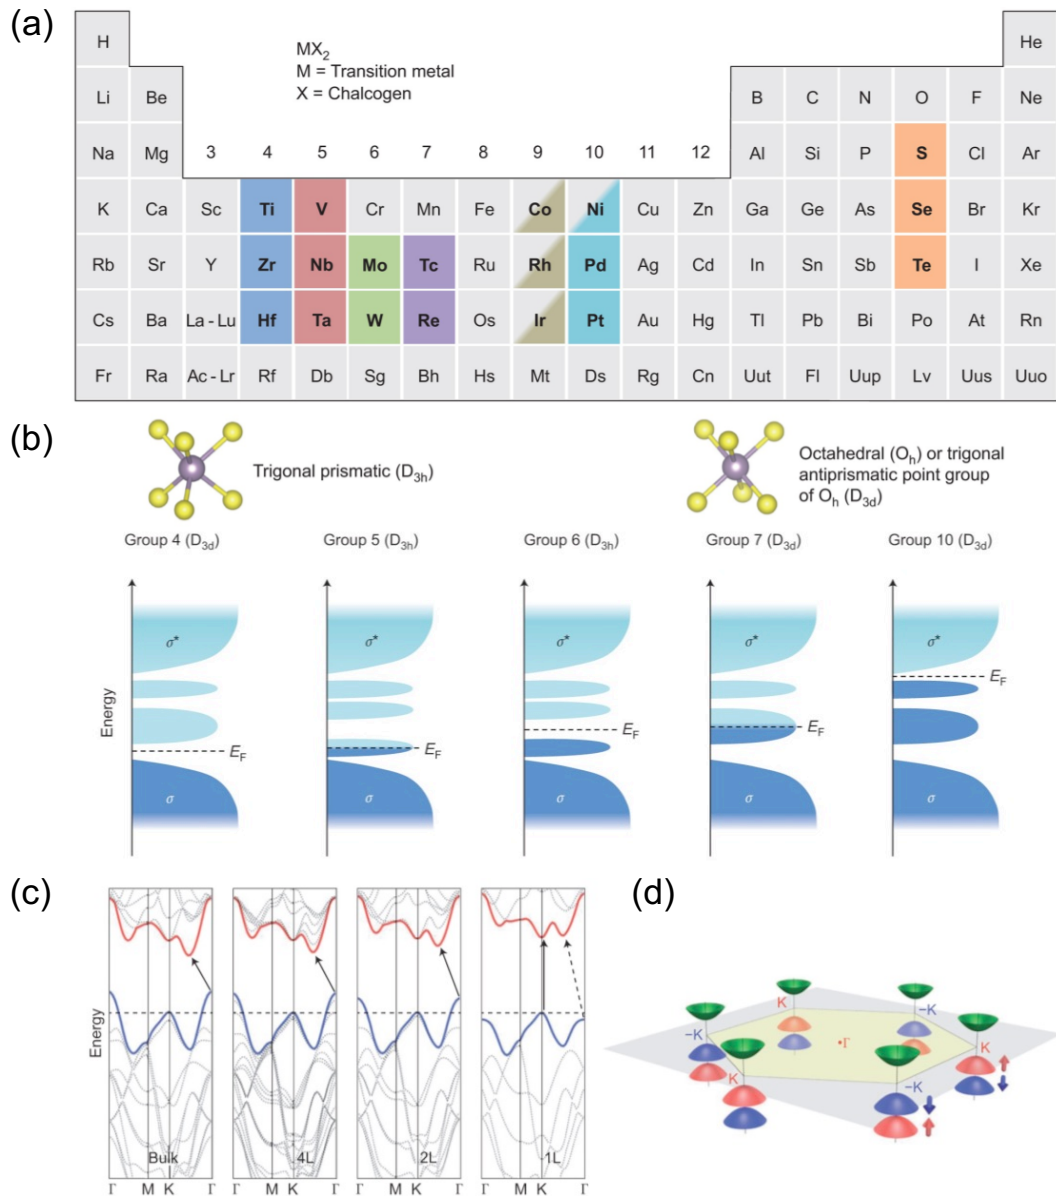 (a)
H He
MX2
M = Transition metal
X = Chalcogen
Li Be B C N O F Ne
Na Mg 3 4 5 6 7 8 9 10 11 12 Al Si P S Cl Ar
K Ca Sc Ti V Cr Mn Fe Co Ni Cu Zn Ga Ge As Se Br Kr
Rb Sr Y Zr Nb Mo Tc Ru Rh Pd Ag Cd In Sn Sb Te I Xe
Cs Ba La - Lu Hf Ta W Re Os Ir Pt Au Hg Tl Pb Bi Po At Rn
Fr Ra Ac - Lr Rf Db Sg Bh Hs Mt Ds Rg Cn Uut Fl Uup Lv Uus Uuo
(b)
Trigonal prismatic (D3h)
Octahedral (Oh) or trigonal
antiprismatic point group
of Oh (D3d)
Group 4 (D3d) Group 5 (D3h) Group 6 (D3h) Group 7 (D3d) Group 10 (D3d)
σ* σ* σ* σ* σ*
Energy
EF EF EF EF EF
σ σ σ σ σ
(c)
Energy
Bulk 4L 2L 1L
Γ M K Γ Γ M K Γ Γ M K Γ Γ M K Γ
(d)
K −K
−K Γ K
K −K